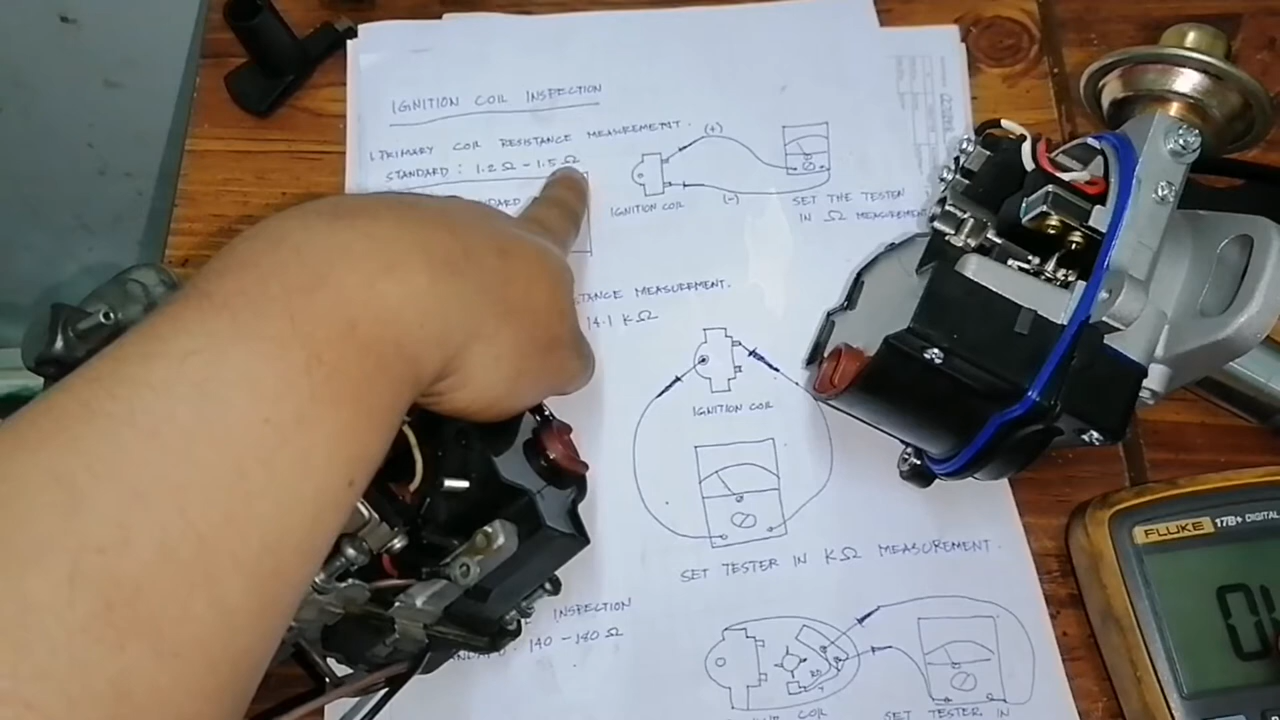 IGNITION COIL INSPECTION
1. PRIMARY COIL RESISTANCE MEASUREMENT.
STANDARD : 1.2 Ω - 1.5 Ω
(+)
(-)
IGNITION COIL
SET THE TESTER
IN Ω MEASUREMENT
MEASUREMENT.
14.1 KΩ
IGNITION COIL
SET TESTER IN KΩ MEASUREMENT.
INSPECTION
140 - 180 Ω
COIL
SET TESTER IN
FLUKE 17B+ DIGITAL